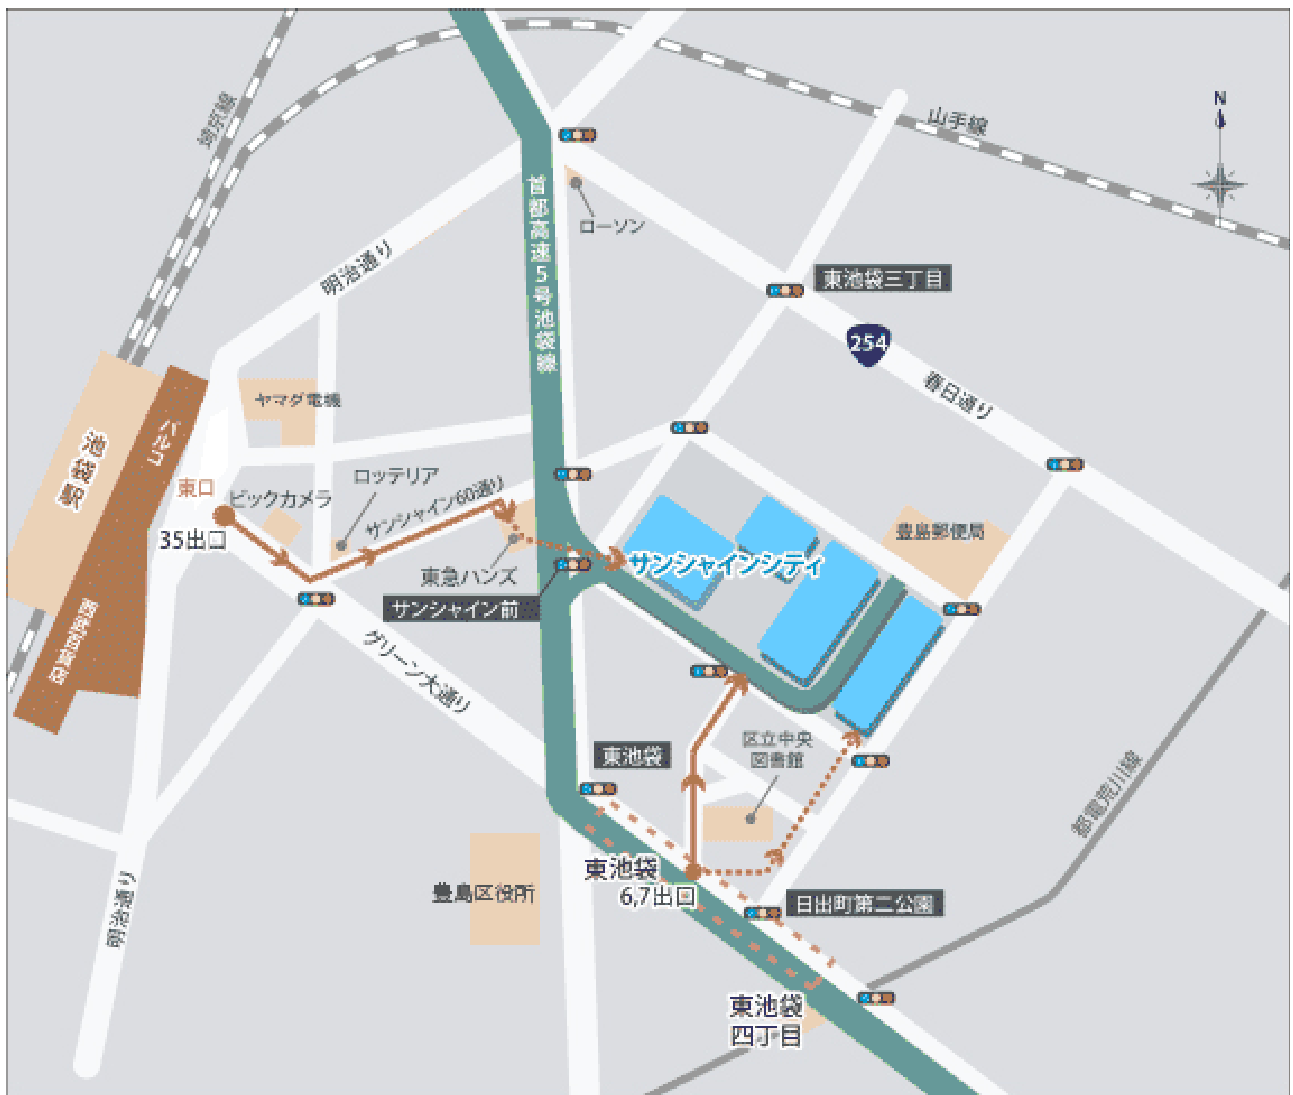 埼京線
山手線
N
首都高速5号池袋線
ローソン
明治通り
東池袋三丁目
254
春日通り
ヤマダ電機
パルコ
池袋駅
東口
ビックカメラ
ロッテリア
サンシャイン60通り
35出口
東急ハンズ
サンシャイン前
サンシャインシティ
豊島郵便局
西武百貨店
グリーン大通り
東池袋
区立中央
図書館
都電荒川線
東池袋
6,7出口
豊島区役所
日出町第二公園
明治通り
東池袋
四丁目